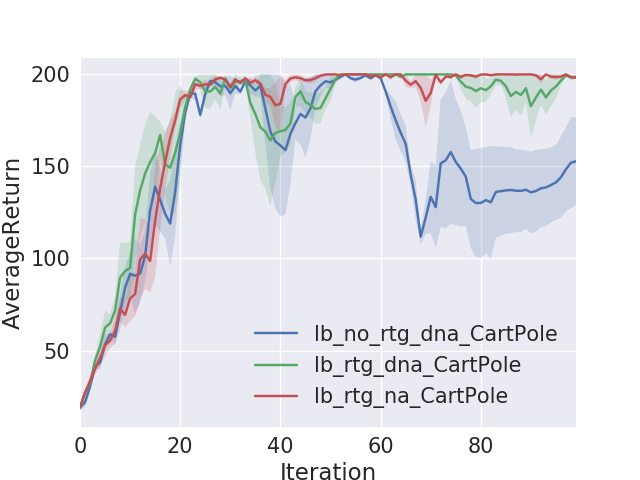 200
150
100
50
AverageReturn
lb_no_rtg_dna_CartPole
lb_rtg_dna_CartPole
lb_rtg_na_CartPole
0 20 40 60 80
Iteration